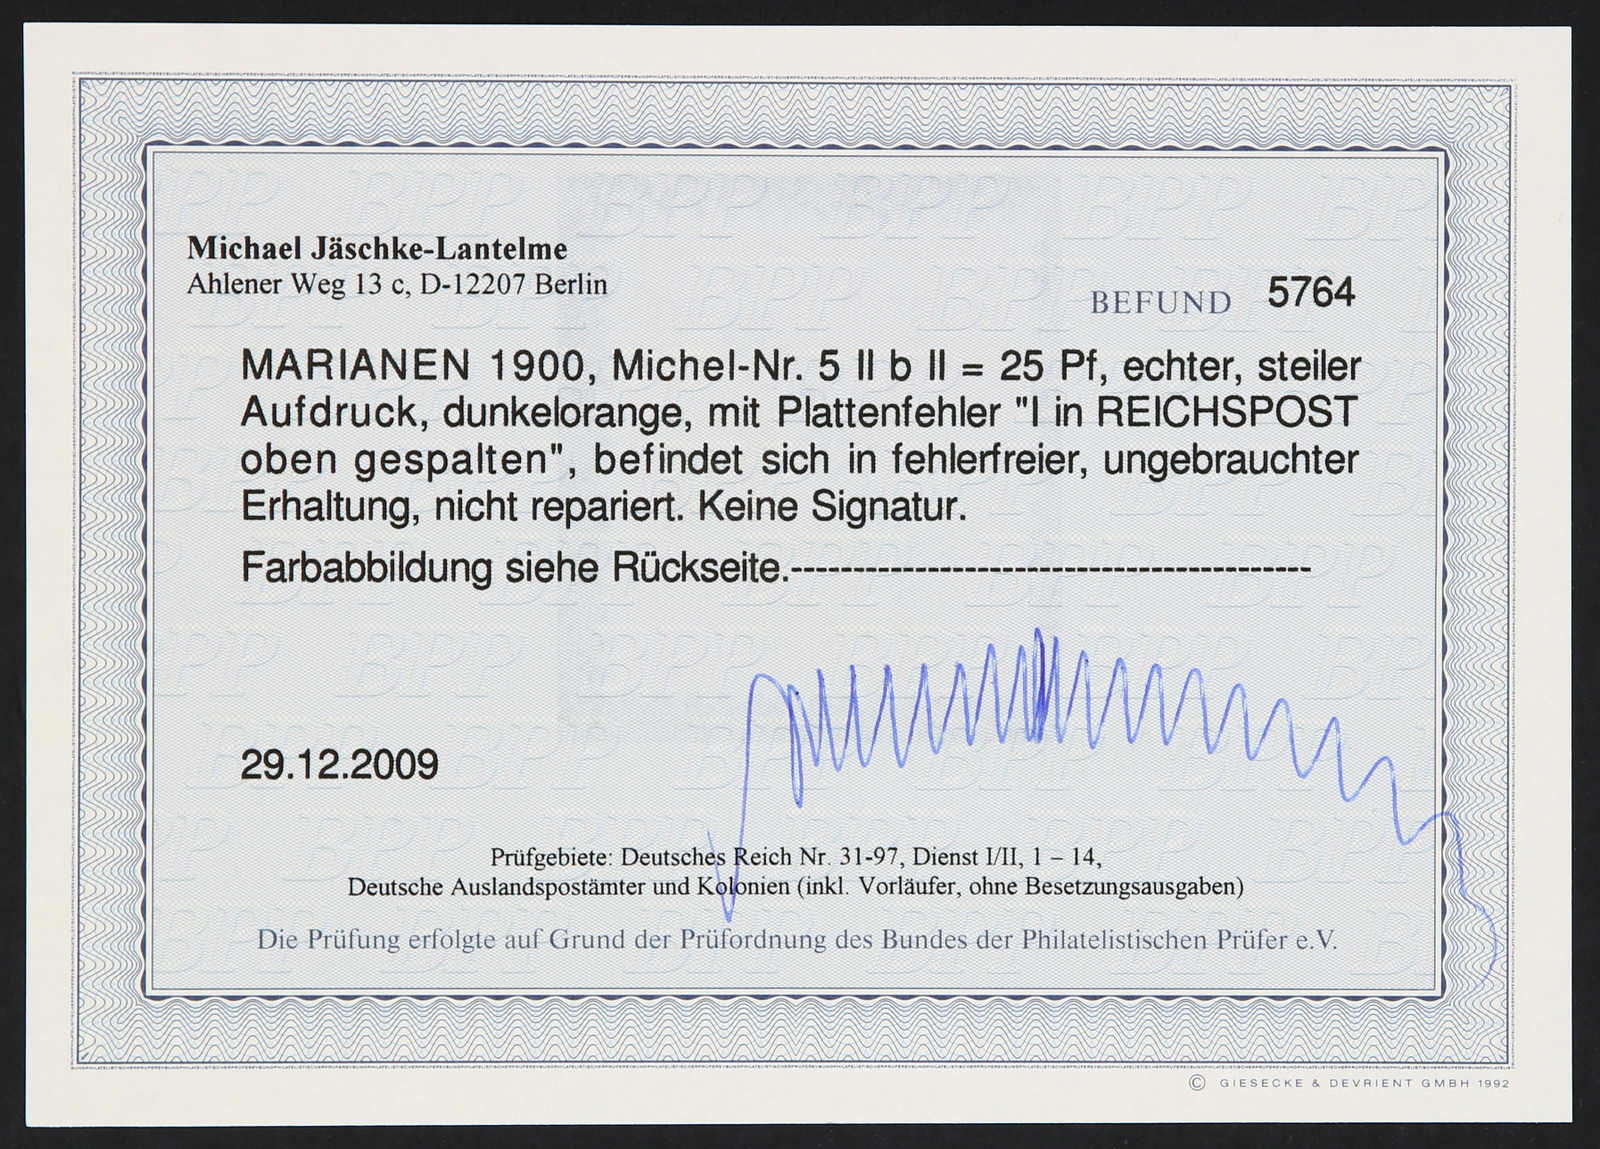 Michael Jäschke-Lantelme
Ahlener Weg 13 c, D-12207 Berlin
BEFUND 5764
MARIANEN 1900, Michel-Nr. 5 II b II = 25 Pf, echter, steiler
Aufdruck, dunkelorange, mit Plattenfehler "I in REICHSPOST
oben gespalten", befindet sich in fehlerfreier, ungebrauchter
Erhaltung, nicht repariert. Keine Signatur.
Farbabbildung siehe Rückseite.------------------------------------------
29.12.2009
Prüfgebiete: Deutsches Reich Nr. 31-97, Dienst I/II, 1 – 14,
Deutsche Auslandspostämter und Kolonien (inkl. Vorläufer, ohne Besetzungsausgaben)
Die Prüfung erfolgte auf Grund der Prüfordnung des Bundes der Philatelistischen Prüfer e.V.
© GIESECKE & DEVRIENT GMBH 1992